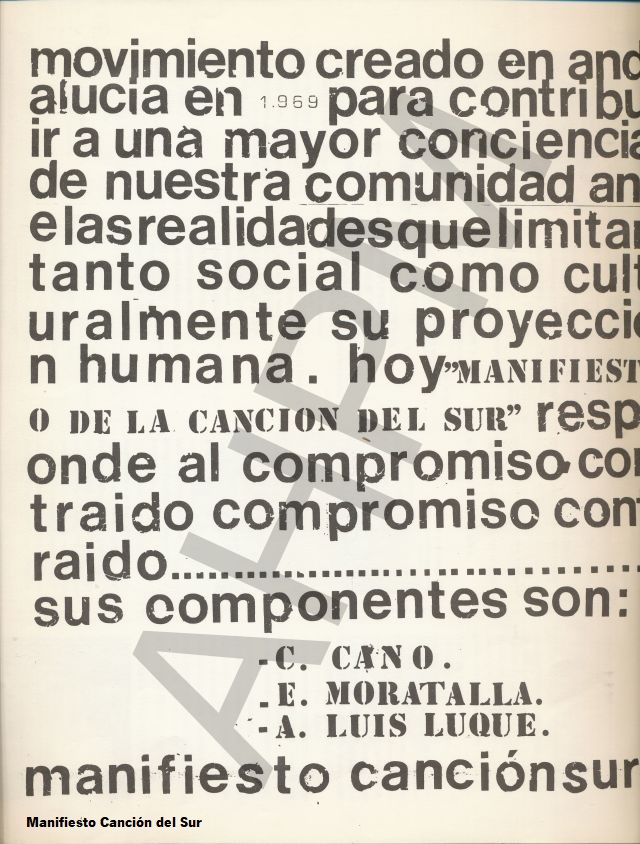 movimiento creado en and
alucia en 1.969 para contribu
ir a una mayor conciencia
de nuestra comunidad an
elasrealidadesquelimitan
tanto social como cult
uralmente su proyeccio
n humana. hoy"MANIFIEST
O DE LA CANCION DEL SUR" resp
onde al compromiso con
traido compromiso cont
raido..................................
sus componentes son:
-C. CANO.
-E. MORATALLA.
-A. LUIS LUQUE.
manifiesto canciónsur
Manifiesto Canción del Sur
AHPM